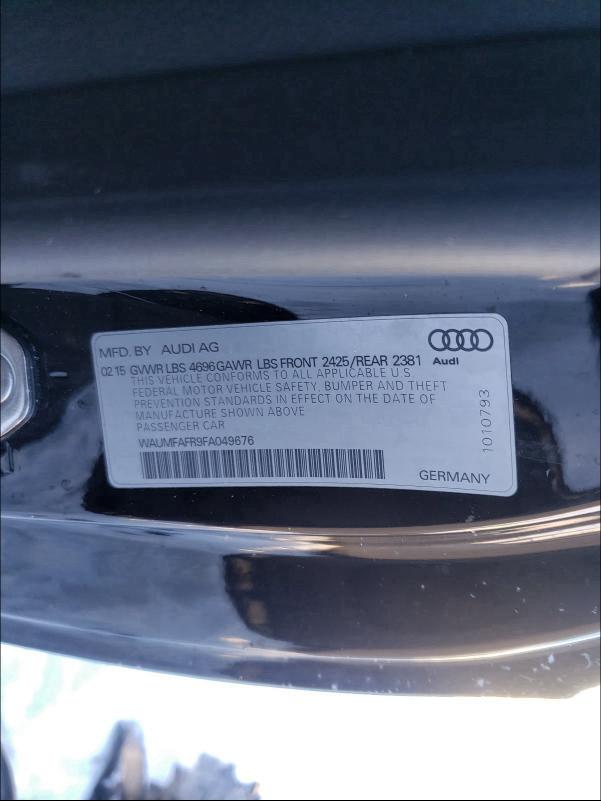 MFD. BY AUDI AG
02 15 GVWR LBS 4696 GAWR LBS FRONT 2425/REAR 2381
THIS VEHICLE CONFORMS TO ALL APPLICABLE U.S
FEDERAL MOTOR VEHICLE SAFETY, BUMPER AND THEFT
PREVENTION STANDARDS IN EFFECT ON THE DATE OF
MANUFACTURE SHOWN ABOVE
PASSENGER CAR
WAUMFAFR9FA049676
Audi
1010793
GERMANY